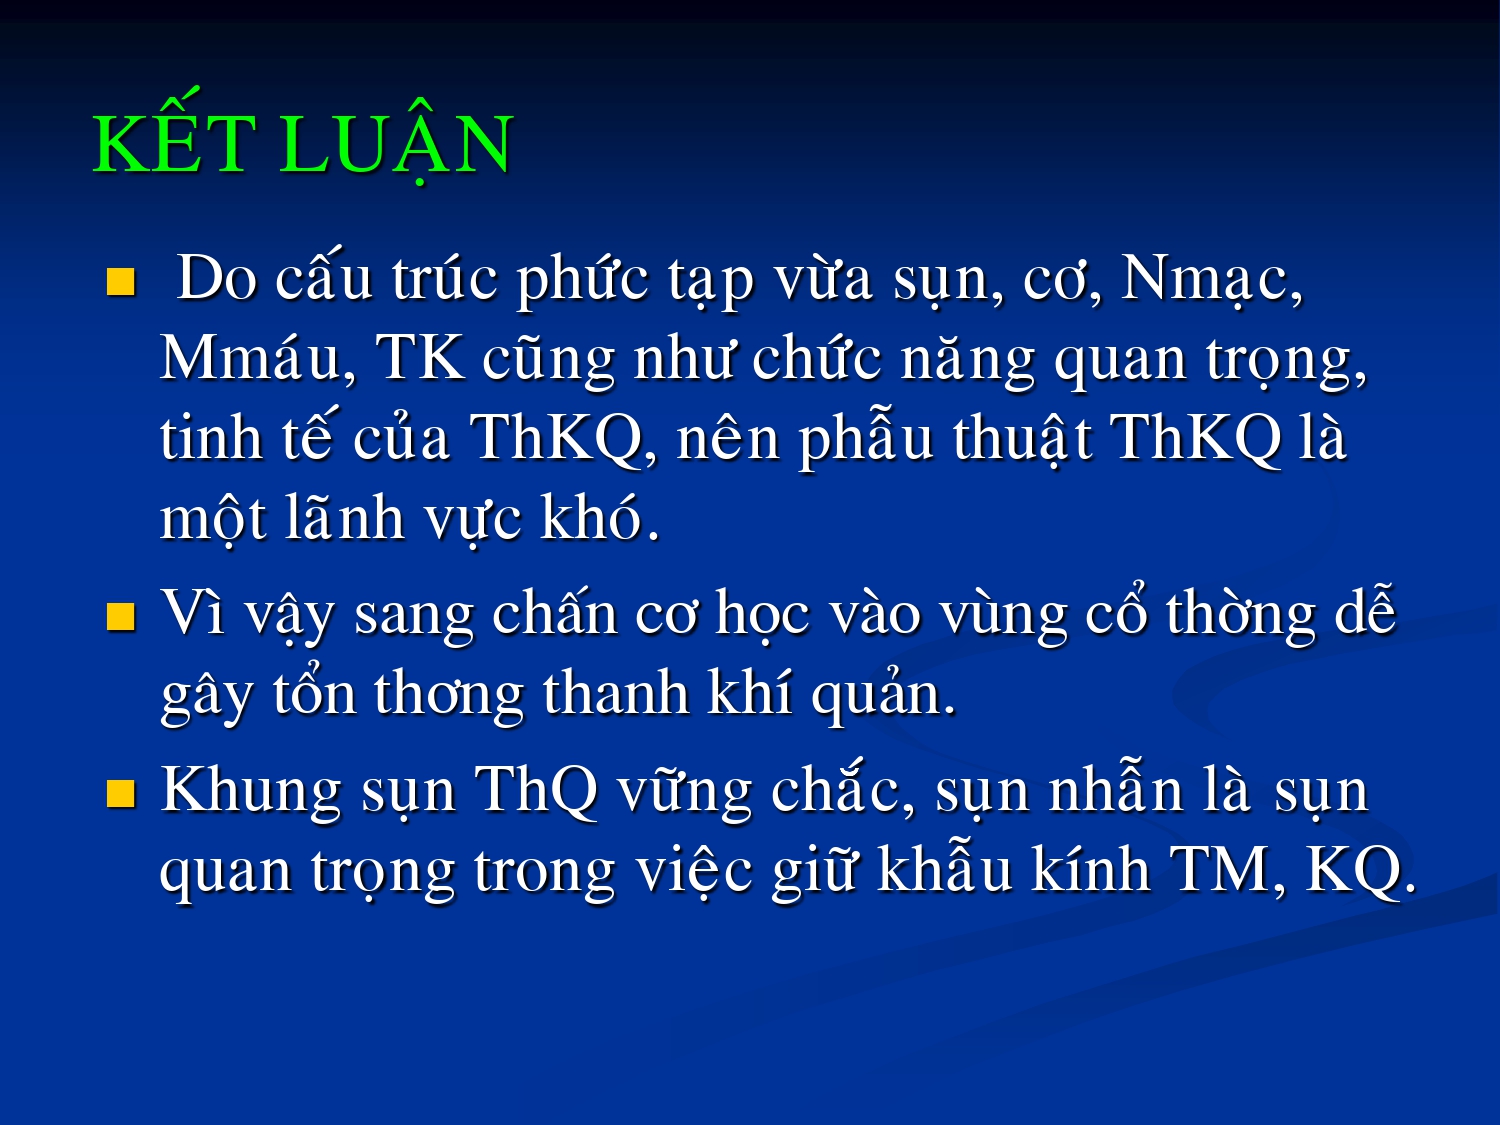 KẾT LUẬN
Do cấu trúc phức tạp vừa sụn, cơ, Nmạc,
Mmáu, TK cũng như chức năng quan trọng,
tinh tế của ThKQ, nên phẫu thuật ThKQ là
một lãnh vực khó.
Vì vậy sang chấn cơ học vào vùng cổ thờng dễ
gây tổn thơng thanh khí quản.
Khung sụn ThQ vững chắc, sụn nhẫn là sụn
quan trọng trong việc giữ khẫu kính TM, KQ.